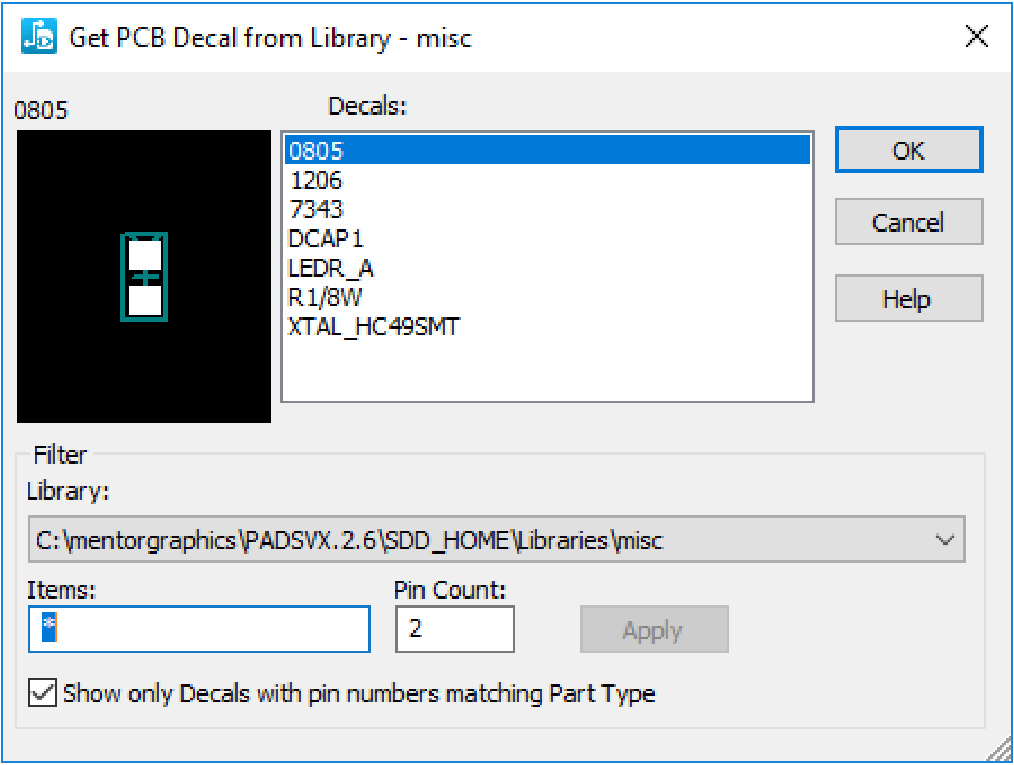 Get PCB Decal from Library - misc
0805
Decals:
0805
1206
7343
DCAP1
LEDR_A
R1/8W
XTAL_HC49SMT
OK
Cancel
Help
Filter
Library:
C:\mentorgraphics\PADSVX.2.6\SDD_HOME\Libraries\misc
Items:
Pin Count:
*
2
Apply
Show only Decals with pin numbers matching Part Type